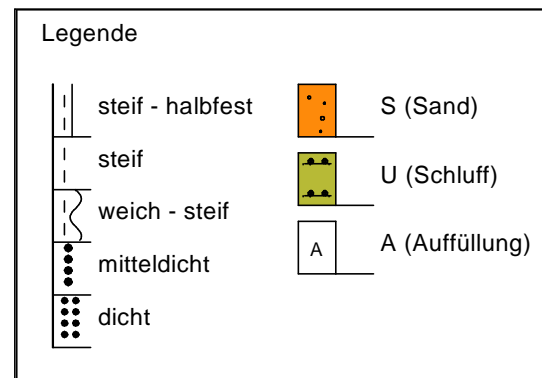 Legende
steif - halbfest
steif
weich - steif
mitteldicht
dicht
S (Sand)
U (Schluff)
A
A (Auffüllung)